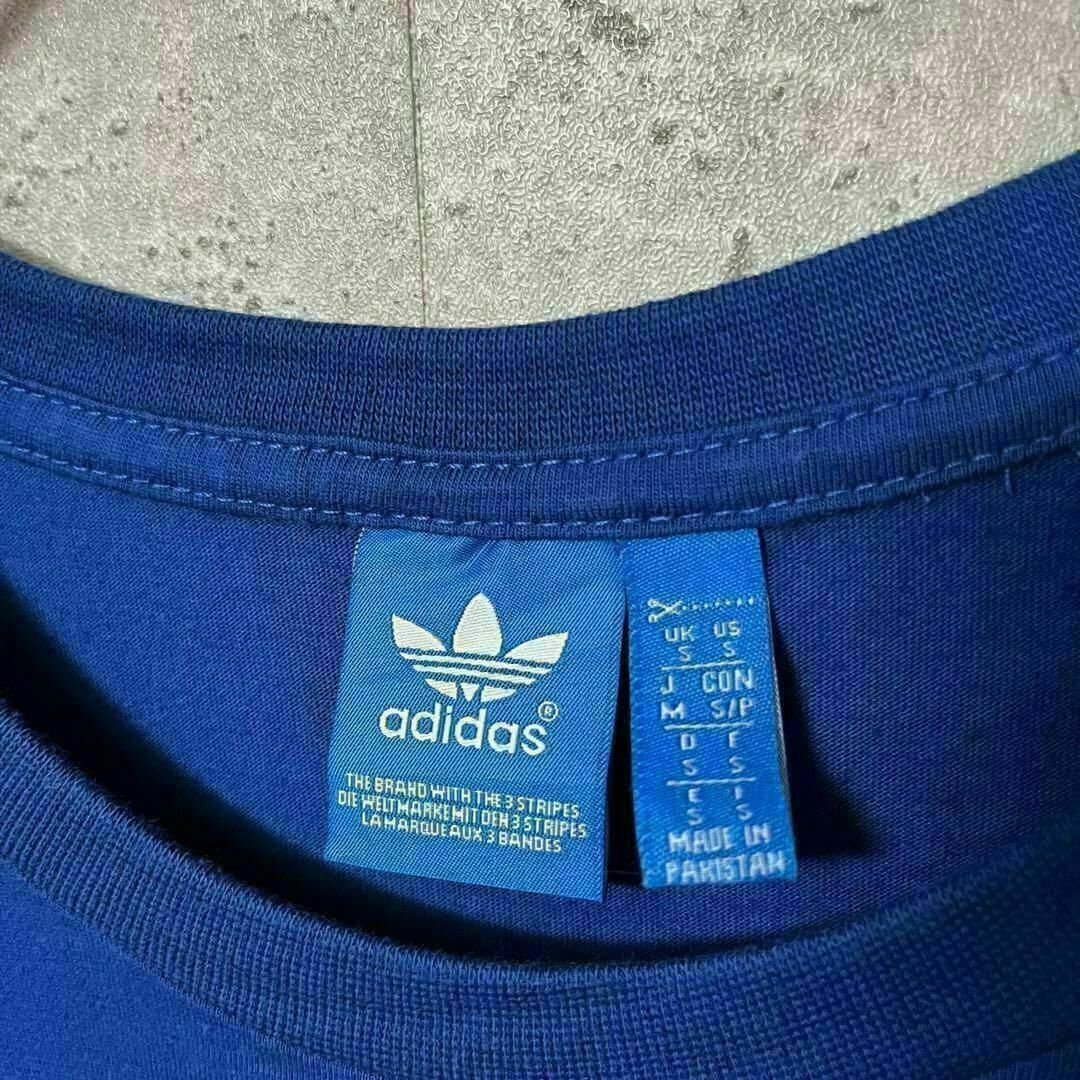 adidas®
THE BRAND WITH THE 3 STRIPES
DIE WELTMARKE MIT DEN 3 STRIPES
LA MARQUE AUX 3 BANDES
UK US
S S
J CDN
M S/P
D F
S S
E I
S S
MADE IN
PAKISTAN